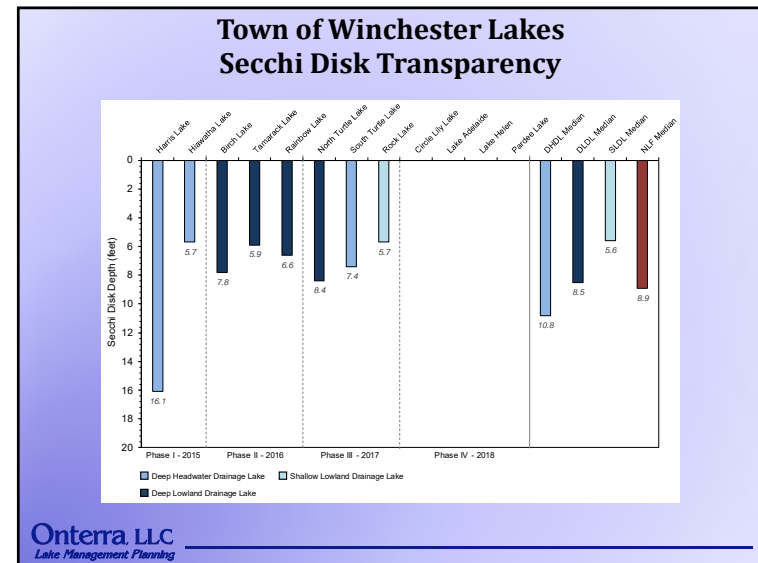 Town of Winchester Lakes
Secchi Disk Transparency
Harris Lake
Hiawatha Lake
Birch Lake
Tamarack Lake
Rainbow Lake
North Turtle Lake
South Turtle Lake
Rock Lake
Circle Lily Lake
Lake Adelaide
Lake Helen
Pardee Lake
DHDL Median
DLDL Median
SLDL Median
NLF Median
Secchi Disk Depth (feet)
0
2
4
6
8
10
12
14
16
18
20
16.1
5.7
7.8
5.9
6.6
8.4
7.4
5.7
10.8
8.5
5.6
8.9
Phase I - 2015
Phase II - 2016
Phase III - 2017
Phase IV - 2018
Deep Headwater Drainage Lake
Shallow Lowland Drainage Lake
Deep Lowland Drainage Lake
Onterra, LLC
Lake Management Planning